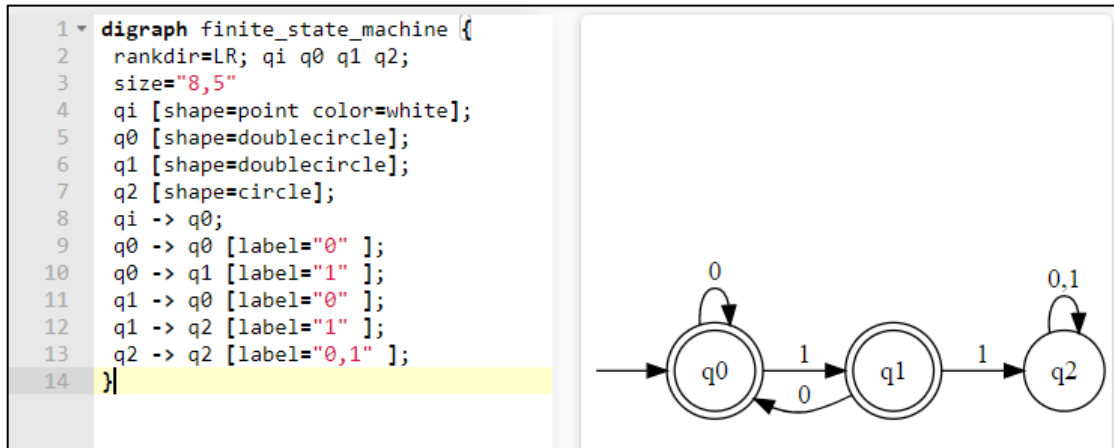 1 digraph finite_state_machine {
2 rankdir=LR; qi q0 q1 q2;
3 size="8,5"
4 qi [shape=point color=white];
5 q0 [shape=doublecircle];
6 q1 [shape=doublecircle];
7 q2 [shape=circle];
8 qi -> q0;
9 q0 -> q0 [label="0" ];
10 q0 -> q1 [label="1" ];
11 q1 -> q0 [label="0" ];
12 q1 -> q2 [label="1" ];
13 q2 -> q2 [label="0,1" ];
14 }
0
0,1
1
1
q0
q1
q2
0